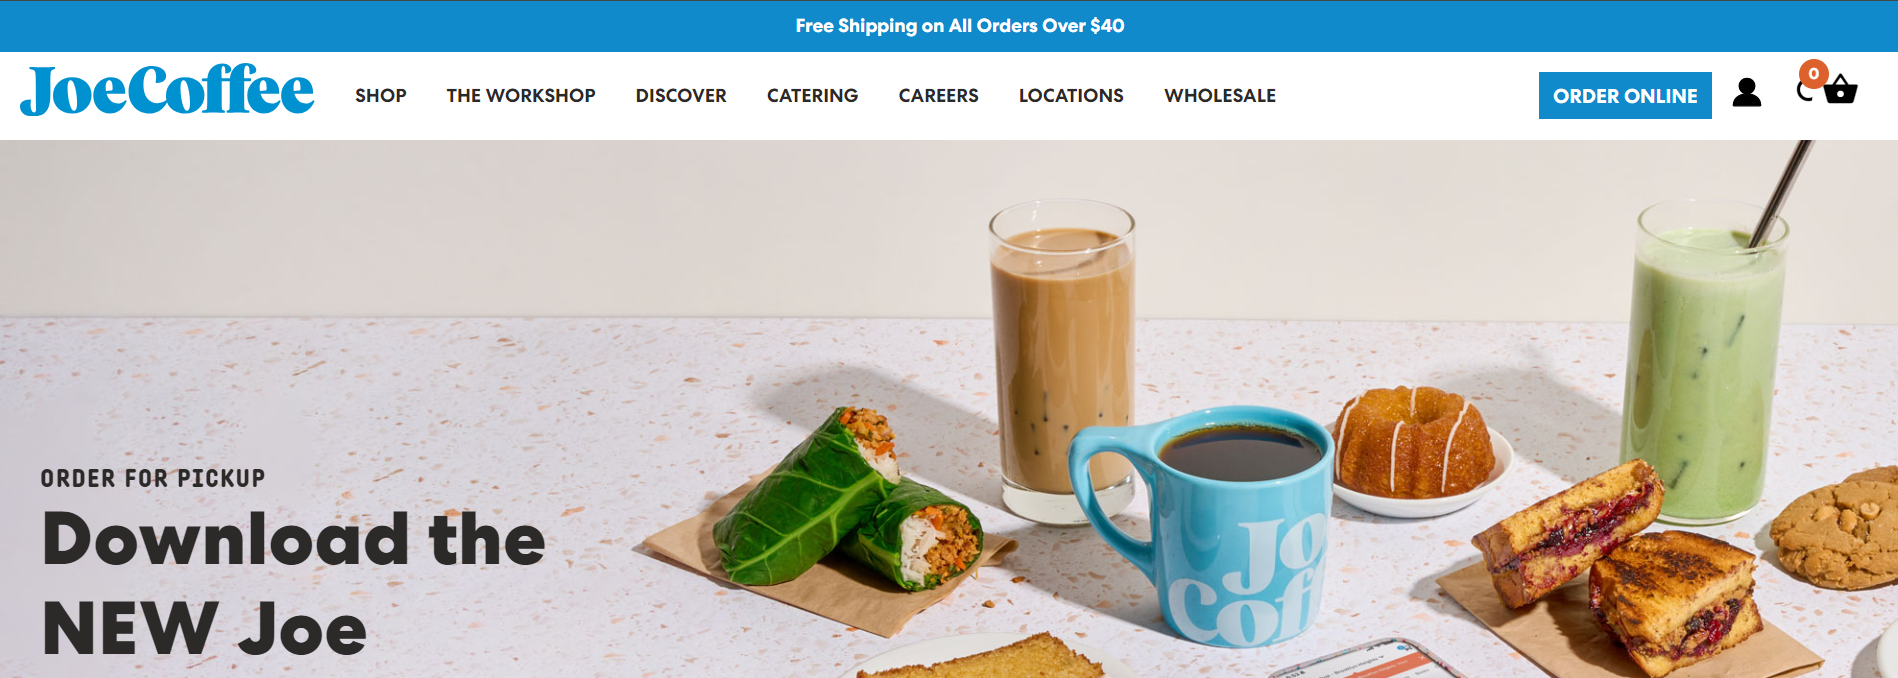 Free Shipping on All Orders Over $40
JoeCoffee
SHOP THE WORKSHOP DISCOVER CATERING CAREERS LOCATIONS WHOLESALE
ORDER ONLINE
0
ORDER FOR PICKUP
Download the
NEW Joe
Jo
Cof